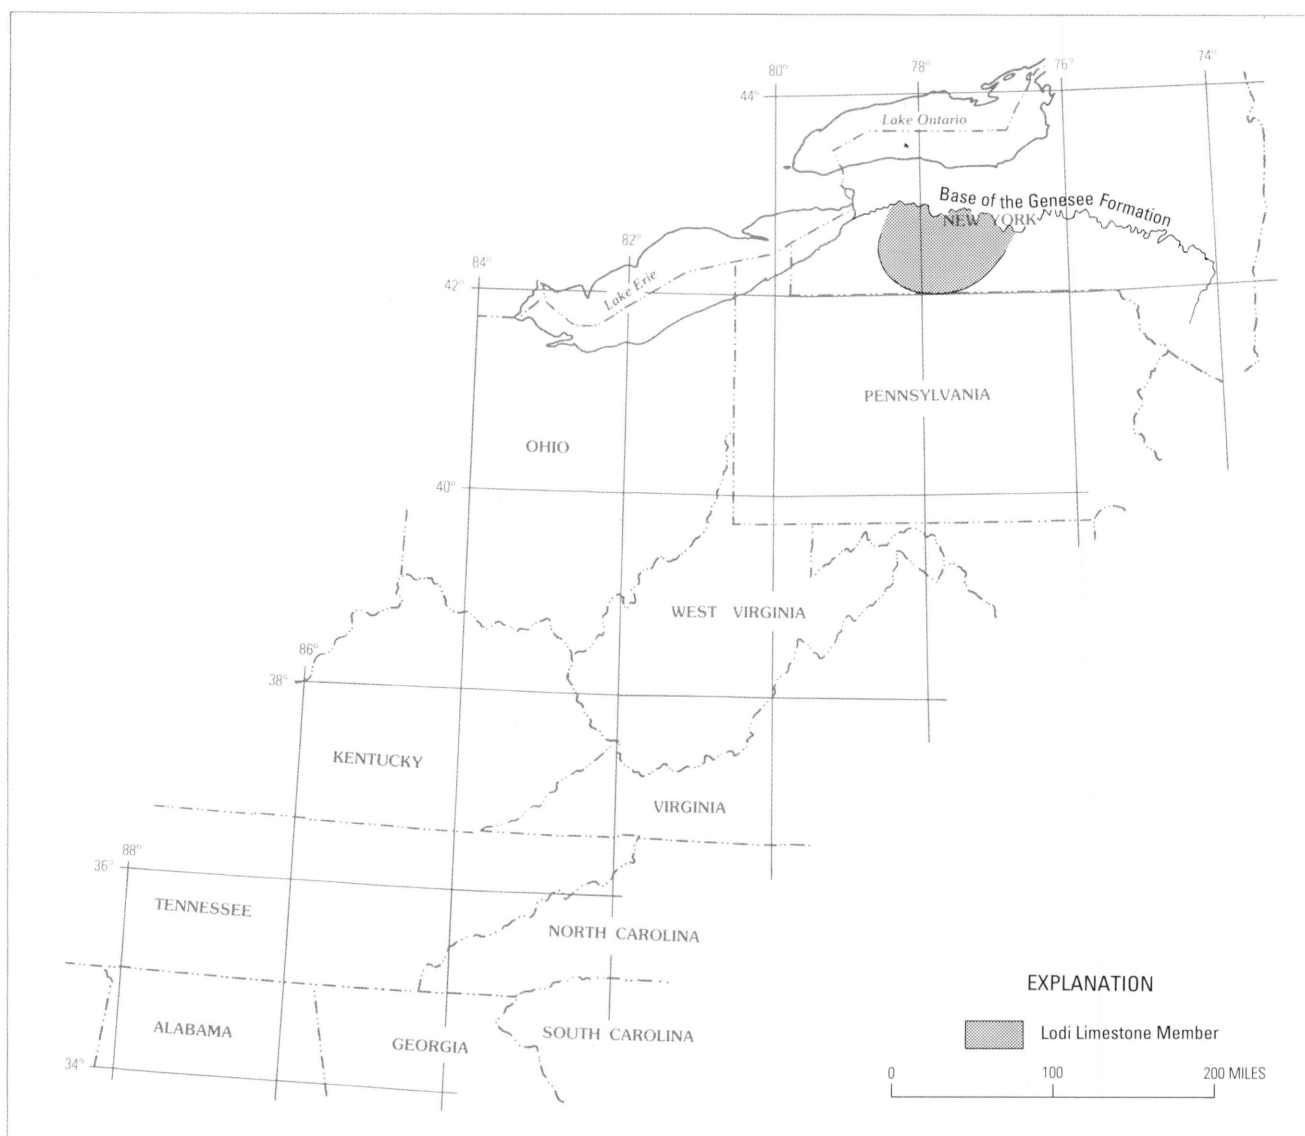 74°
78°
76°
80°
44°
Lake Ontario
Base of the Genesee Formation
NEW YORK
82°
84°
42°
Lake Erie
PENNSYLVANIA
OHIO
40°
WEST VIRGINIA
86°
38°
KENTUCKY
VIRGINIA
88°
36°
TENNESSEE
NORTH CAROLINA
EXPLANATION
ALABAMA
GEORGIA
SOUTH CAROLINA
Lodi Limestone Member
34°
0 100 200 MILES